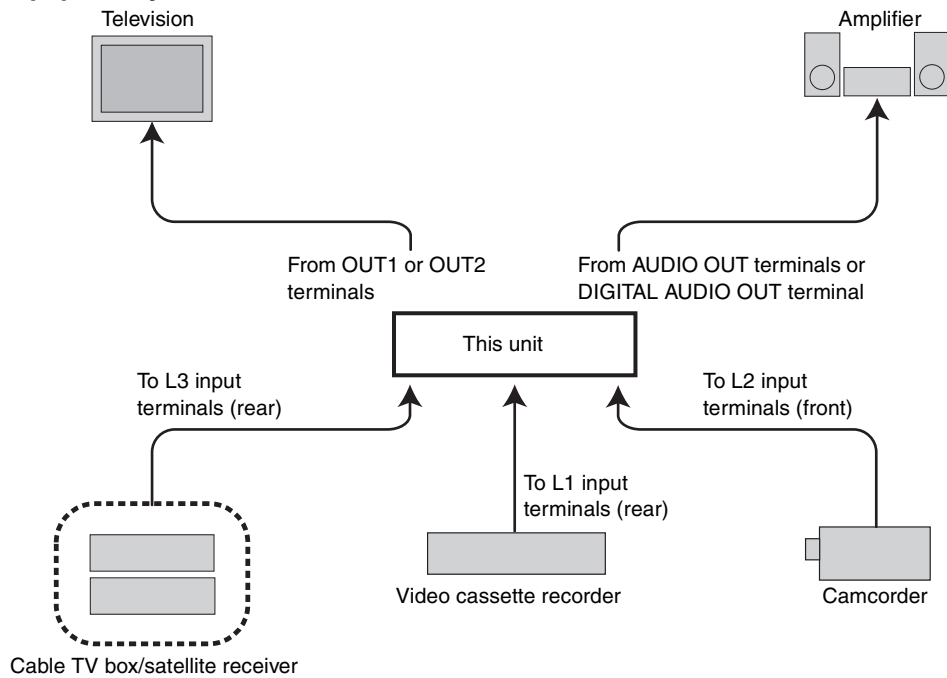 Television
Amplifier
From OUT1 or OUT2
terminals
From AUDIO OUT terminals or
DIGITAL AUDIO OUT terminal
This unit
To L3 input
terminals (rear)
To L2 input
terminals (front)
To L1 input
terminals (rear)
Video cassette recorder
Camcorder
Cable TV box/satellite receiver